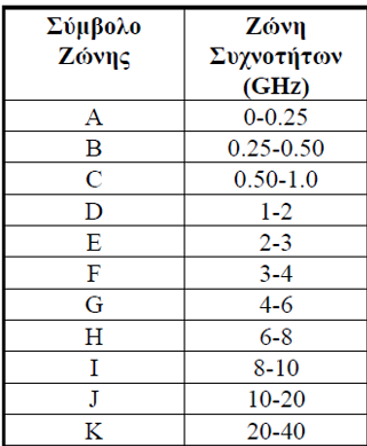 Σύμβολο Ζώνης
Ζώνη Συχνοτήτων (GHz)
A 0-0.25
B 0.25-0.50
C 0.50-1.0
D 1-2
E 2-3
F 3-4
G 4-6
H 6-8
I 8-10
J 10-20
K 20-40